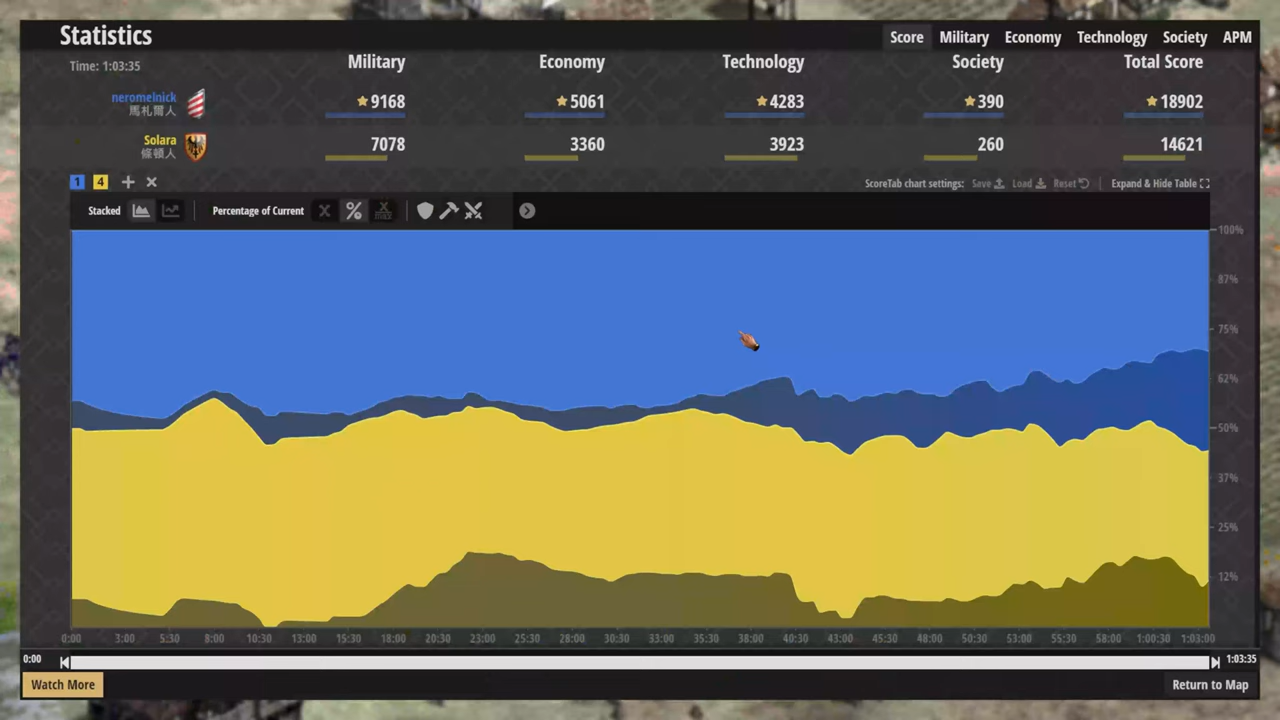 Statistics
Score Military Economy Technology Society APM
Time: 1:03:35
Military Economy Technology Society Total Score
neromelnick
馬札爾人
9168 5061 4283 390 18902
Solara
條頓人
7078 3360 3923 260 14621
1 4
ScoreTab chart settings: Save Load Reset Expand & Hide Table
Stacked Percentage of Current X % X max
100%
87%
75%
62%
50%
37%
25%
12%
0:00 3:00 5:30 8:00 10:30 13:00 15:30 18:00 20:30 23:00 25:30 28:00 30:30 33:00 35:30 38:00 40:30 43:00 45:30 48:00 50:30 53:00 55:30 58:00 1:00:30 1:03:00
0:00 1:03:35
Watch More Return to Map